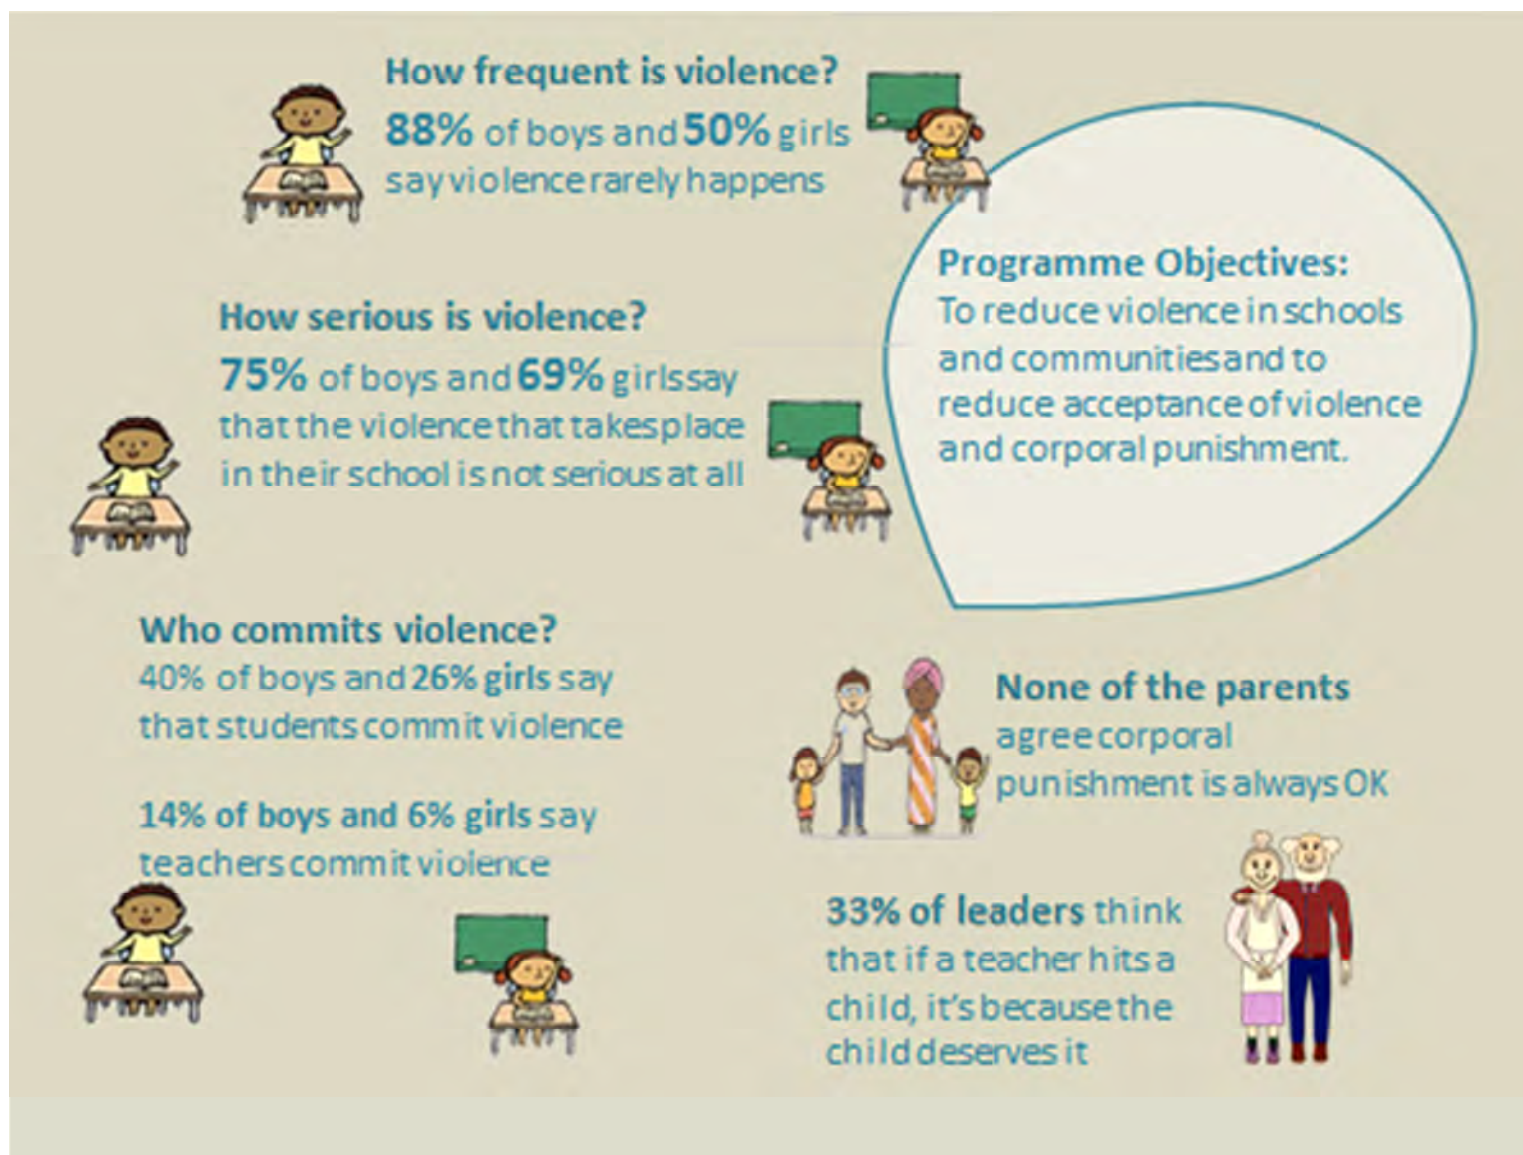 How frequent is violence?
88% of boys and 50% girls
say violence rarely happens
How serious is violence?
75% of boys and 69% girls say
that the violence that takes place
in their school is not serious at all
Who commits violence?
40% of boys and 26% girls say
that students commit violence
14% of boys and 6% girls say
teachers commit violence
Programme Objectives:
To reduce violence in schools
and communities and to
reduce acceptance of violence
and corporal punishment.
None of the parents
agree corporal
punishment is always OK
33% of leaders think
that if a teacher hits a
child, it's because the
child deserves it